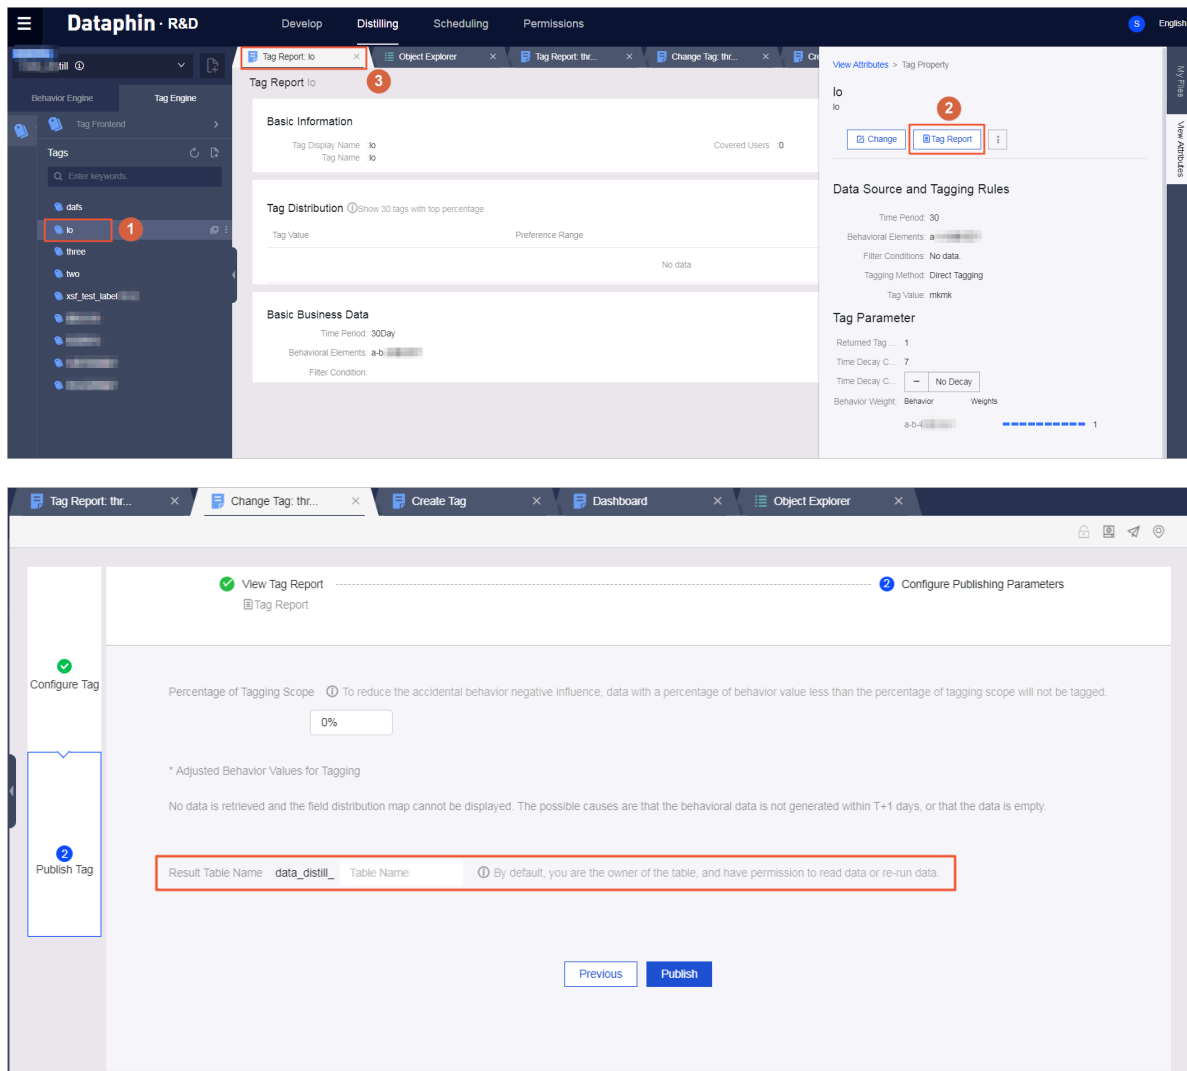 Dataphin · R&D
Develop
Distilling
Scheduling
Permissions
S
English
till
Tag Report: lo
Object Explorer
Tag Report: thr...
Change Tag: thr...
Cre
View Attributes > Tag Property
My Files
View Attributes
Behavior Engine
Tag Engine
Tag Report lo
3
lo
lo
2
Tag Frontend
Basic Information
Change
Tag Report
Tags
Tag Display Name :lo
Covered Users :0
Tag Name :lo
Enter keywords.
Data Source and Tagging Rules
dafs
Tag Distribution Show 30 tags with top percentage
Time Period: 30
lo
1
Tag Value
Preference Range
Behavioral Elements: a
three
Filter Conditions: No data.
No data
two
Tagging Method: Direct Tagging
xsf_test_label
Tag Value: mkmk
Basic Business Data
Tag Parameter
Time Period: 30Day
Returned Tag ... 1
Behavioral Elements: a-b
Time Decay C... 7
Filter Condition:
Time Decay C... − No Decay
Behavior Weight: Behavior Weights
a-b- 1
Tag Report: thr...
Change Tag: thr...
Create Tag
Dashboard
Object Explorer
View Tag Report
2 Configure Publishing Parameters
Tag Report
Configure Tag
Percentage of Tagging Scope To reduce the accidental behavior negative influence, data with a percentage of behavior value less than the percentage of tagging scope will not be tagged.
0%
* Adjusted Behavior Values for Tagging
No data is retrieved and the field distribution map cannot be displayed. The possible causes are that the behavioral data is not generated within T+1 days, or that the data is empty.
2
Publish Tag
Result Table Name data_distill_ Table Name By default, you are the owner of the table, and have permission to read data or re-run data.
Previous
Publish